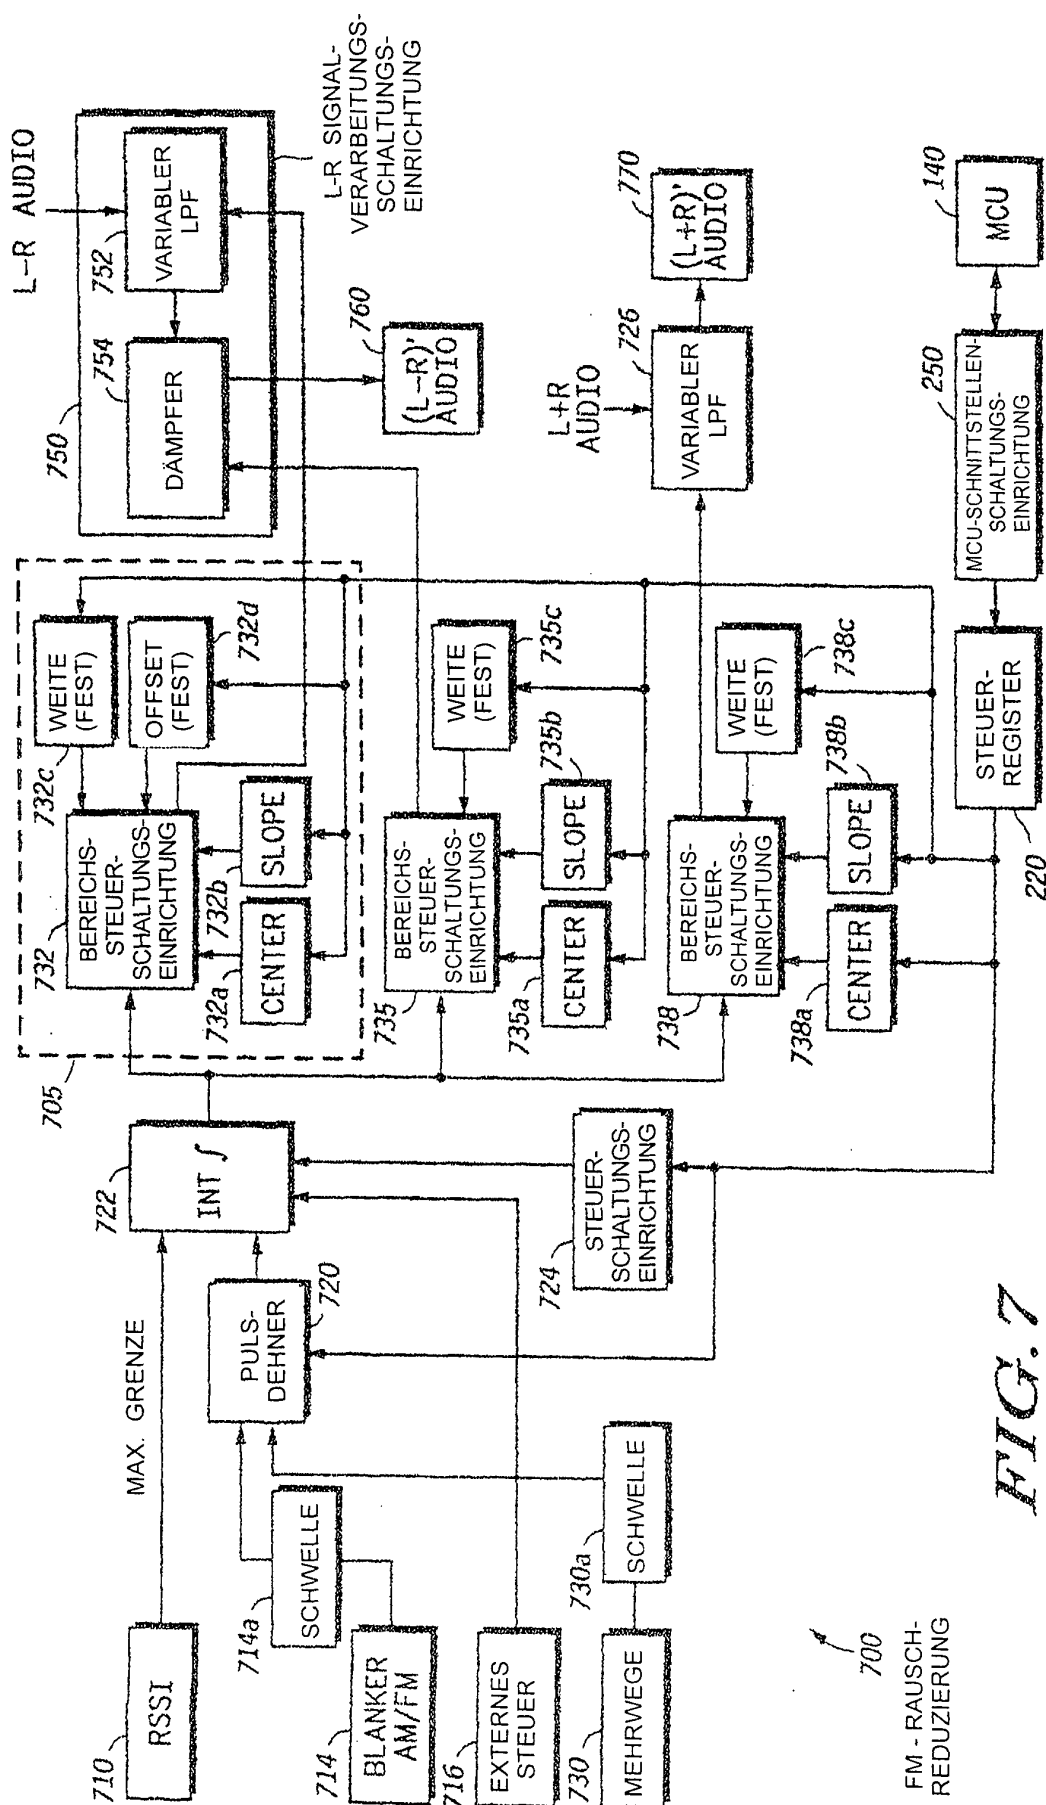 710
RSSI
MAX. GRENZE
714a
SCHWELLE
714
BLANKER
AM/FM
716
EXTERNES
STEUER
730
MEHRWEGE
730a
SCHWELLE
PULS-
DEHNER
720
722
INT ∫
724
STEUER-
SCHALTUNGS-
EINRICHTUNG
705
732
BEREICHS-
STEUER-
SCHALTUNGS-
EINRICHTUNG
732c
WEITE
(FEST)
OFFSET
(FEST)
732d
732a
CENTER
732b
SLOPE
735
BEREICHS-
STEUER-
SCHALTUNGS-
EINRICHTUNG
WEITE
(FEST)
735c
735a
CENTER
735b
SLOPE
738
BEREICHS-
STEUER-
SCHALTUNGS-
EINRICHTUNG
WEITE
(FEST)
738c
738a
CENTER
738b
SLOPE
750
754
DÄMPFER
752
VARIABLER
LPF
L-R AUDIO
L-R SIGNAL-
VERARBEITUNGS-
SCHALTUNGS-
EINRICHTUNG
760
(L-R)'
AUDIO
L+R
AUDIO
726
VARIABLER
LPF
770
(L+R)'
AUDIO
220
STEUER-
REGISTER
250
MCU-SCHNITTSTELLEN-
SCHALTUNGS-
EINRICHTUNG
140
MCU
700
FM - RAUSCH-
REDUZIERUNG
FIG. 7